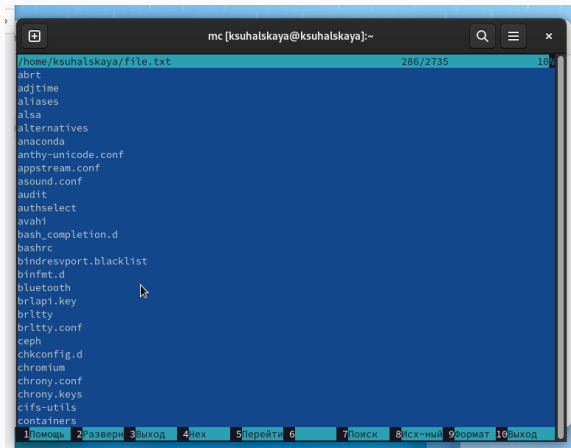 mc [ksuhalskaya@ksuhalskaya]:~
/home/ksuhalskaya/file.txt 286/2735 10%
abrt
adjtime
aliases
alsa
alternatives
anaconda
anthy-unicode.conf
appstream.conf
asound.conf
audit
authselect
avahi
bash_completion.d
bashrc
bindresvport.blacklist
binfmt.d
bluetooth
brlapi.key
brltty
brltty.conf
ceph
chkconfig.d
chromium
chrony.conf
chrony.keys
cifs-utils
containers
1Помощь 2Разверн 3Выход 4Hex 5Перейти 6 7Поиск 8Исх~ный 9Формат 10Выход